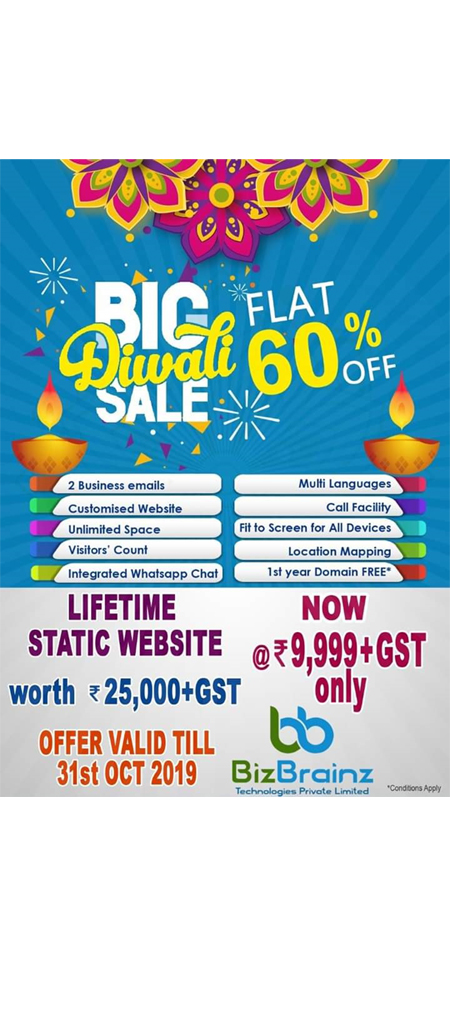 BIG
Diwali
SALE
FLAT
60%
OFF
2 Business emails
Customised Website
Unlimited Space
Visitors' Count
Integrated Whatsapp Chat
Multi Languages
Call Facility
Fit to Screen for All Devices
Location Mapping
1st year Domain FREE*
LIFETIME
STATIC WEBSITE
worth ₹25,000+GST
NOW
@₹9,999+GST
only
OFFER VALID TILL
31st OCT 2019
bb
BizBrainz
Technologies Private Limited
*Conditions Apply